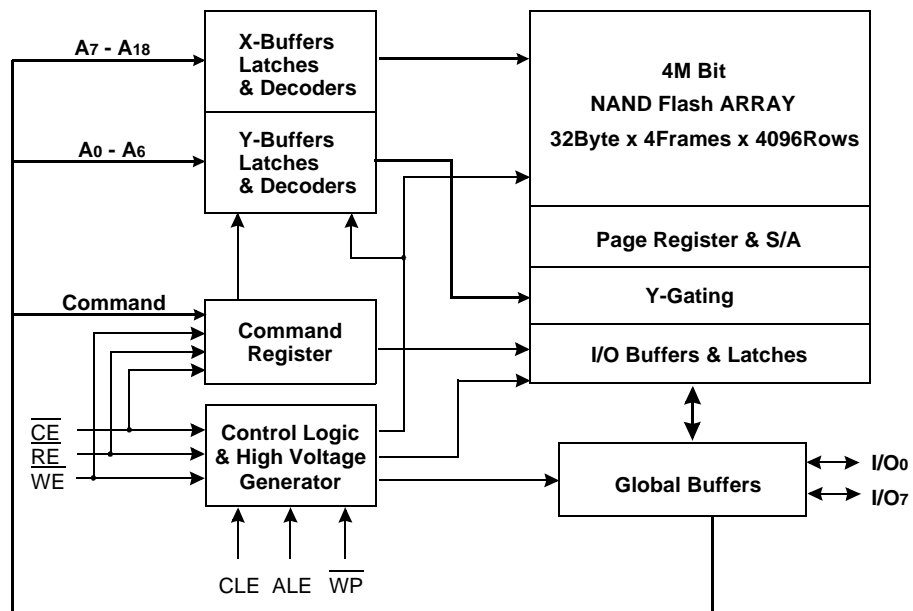 A7 - A18
X-Buffers
Latches
& Decoders
A0 - A6
Y-Buffers
Latches
& Decoders
4M Bit
NAND Flash ARRAY
32Byte x 4Frames x 4096Rows
Page Register & S/A
Y-Gating
I/O Buffers & Latches
Command
Command
Register
CE
RE
WE
Control Logic
& High Voltage
Generator
CLE
ALE
WP
Global Buffers
I/O0
I/O7